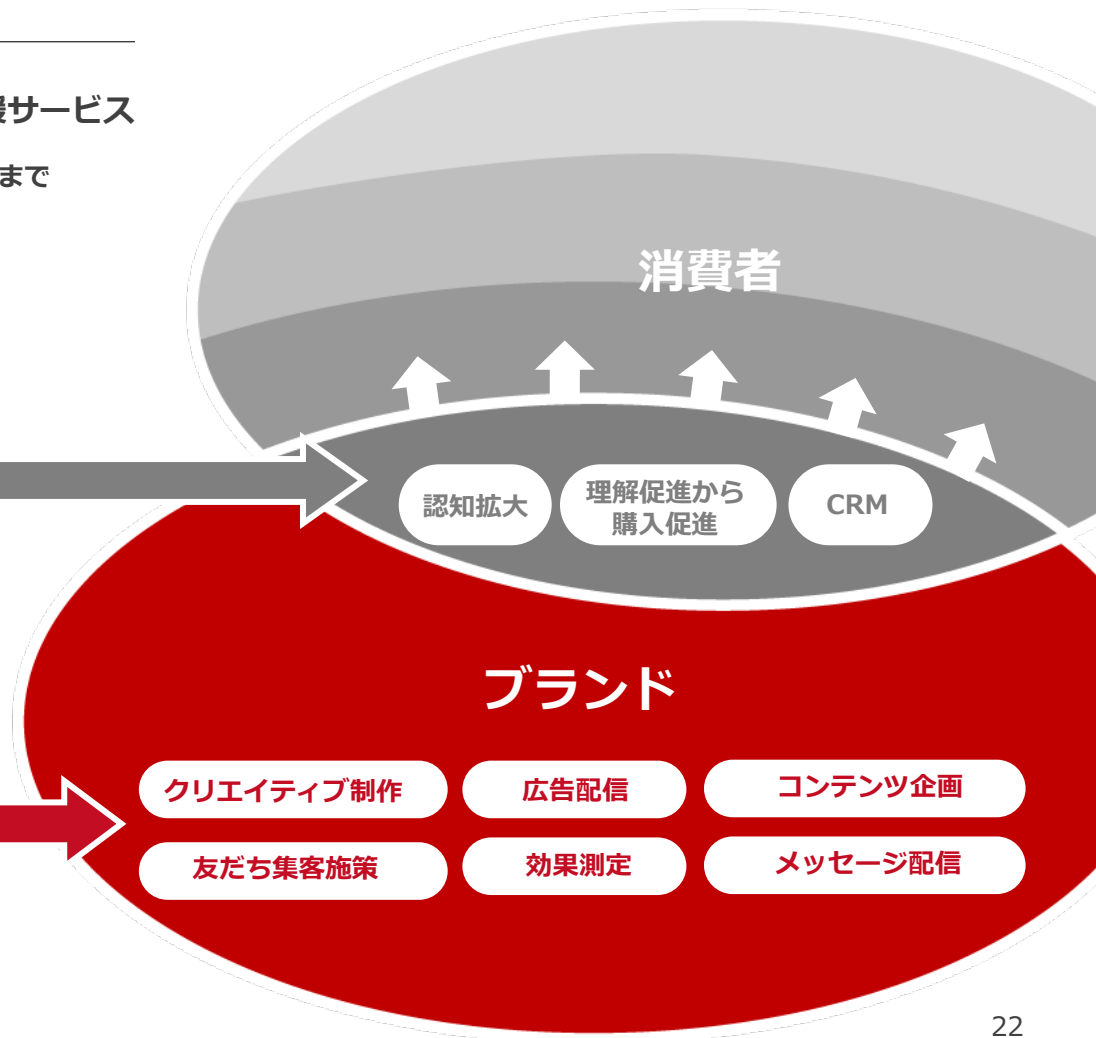 援サービス
まで
消費者
認知拡大
理解促進から
購入促進
CRM
ブランド
クリエイティブ制作
広告配信
コンテンツ企画
友だち集客施策
効果測定
メッセージ配信
22